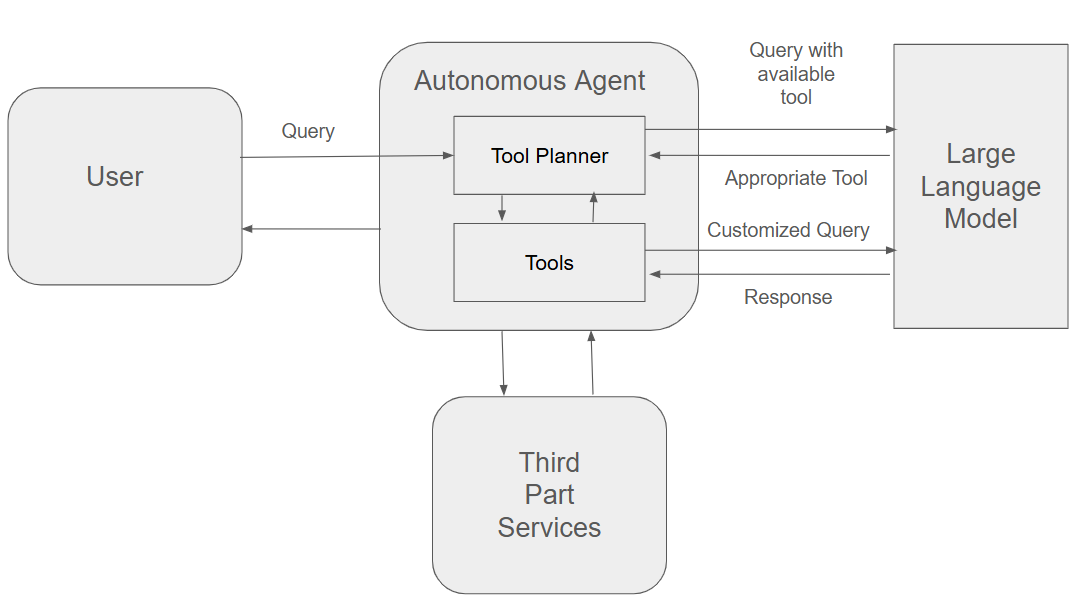 User
Query
Autonomous Agent
Tool Planner
Tools
Query with
available
tool
Appropriate Tool
Customized Query
Response
Large
Language
Model
Third
Part
Services